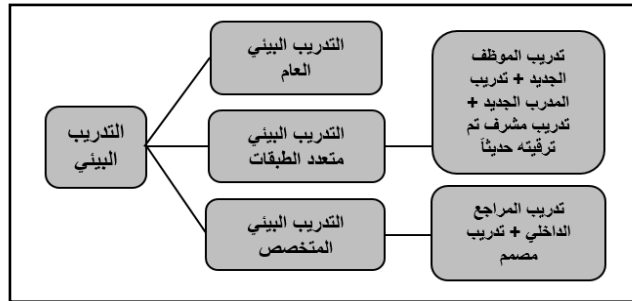 التدريب
البيئي
التدريب البيئي
العام
التدريب البيئي
متعدد الطبقات
التدريب البيئي
المتخصص
تدريب الموظف
الجديد + تدريب
المدرب الجديد +
تدريب مشرف تم
ترقيته حديثاً
تدريب المراجع
الداخلي + تدريب
مصمم